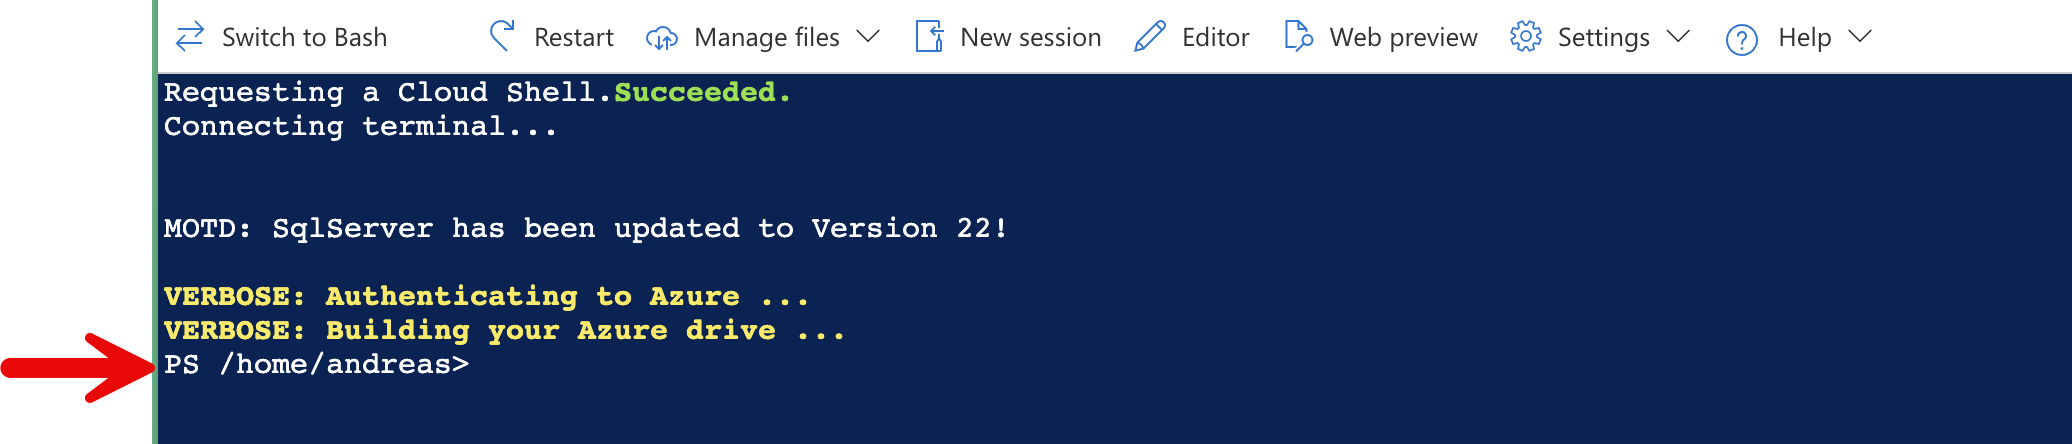 Switch to Bash Restart Manage files New session Editor Web preview Settings ? Help
Requesting a Cloud Shell.Succeeded.
Connecting terminal...
MOTD: SqlServer has been updated to Version 22!
VERBOSE: Authenticating to Azure ...
VERBOSE: Building your Azure drive ...
PS /home/andreas>